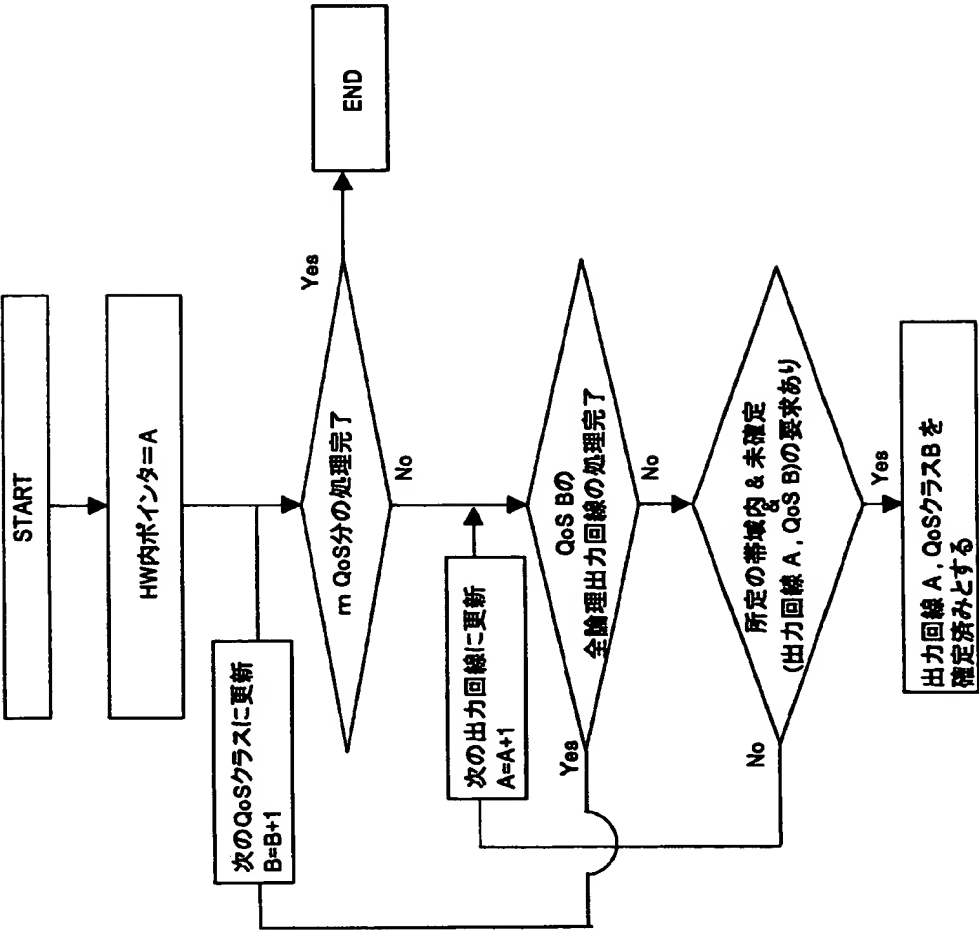 START
HW内ポインタ=A
次のQoSクラスに更新
B=B+1
m QoS分の処理完了
Yes
END
No
次の出力回線に更新
A=A+1
QoS Bの
全論理出力回線の処理完了
Yes
No
所定の帯域内 & 未確定
&
(出力回線 A , QoS B)の要求あり
No
Yes
出力回線 A , QoSクラスBを
確定済みとする